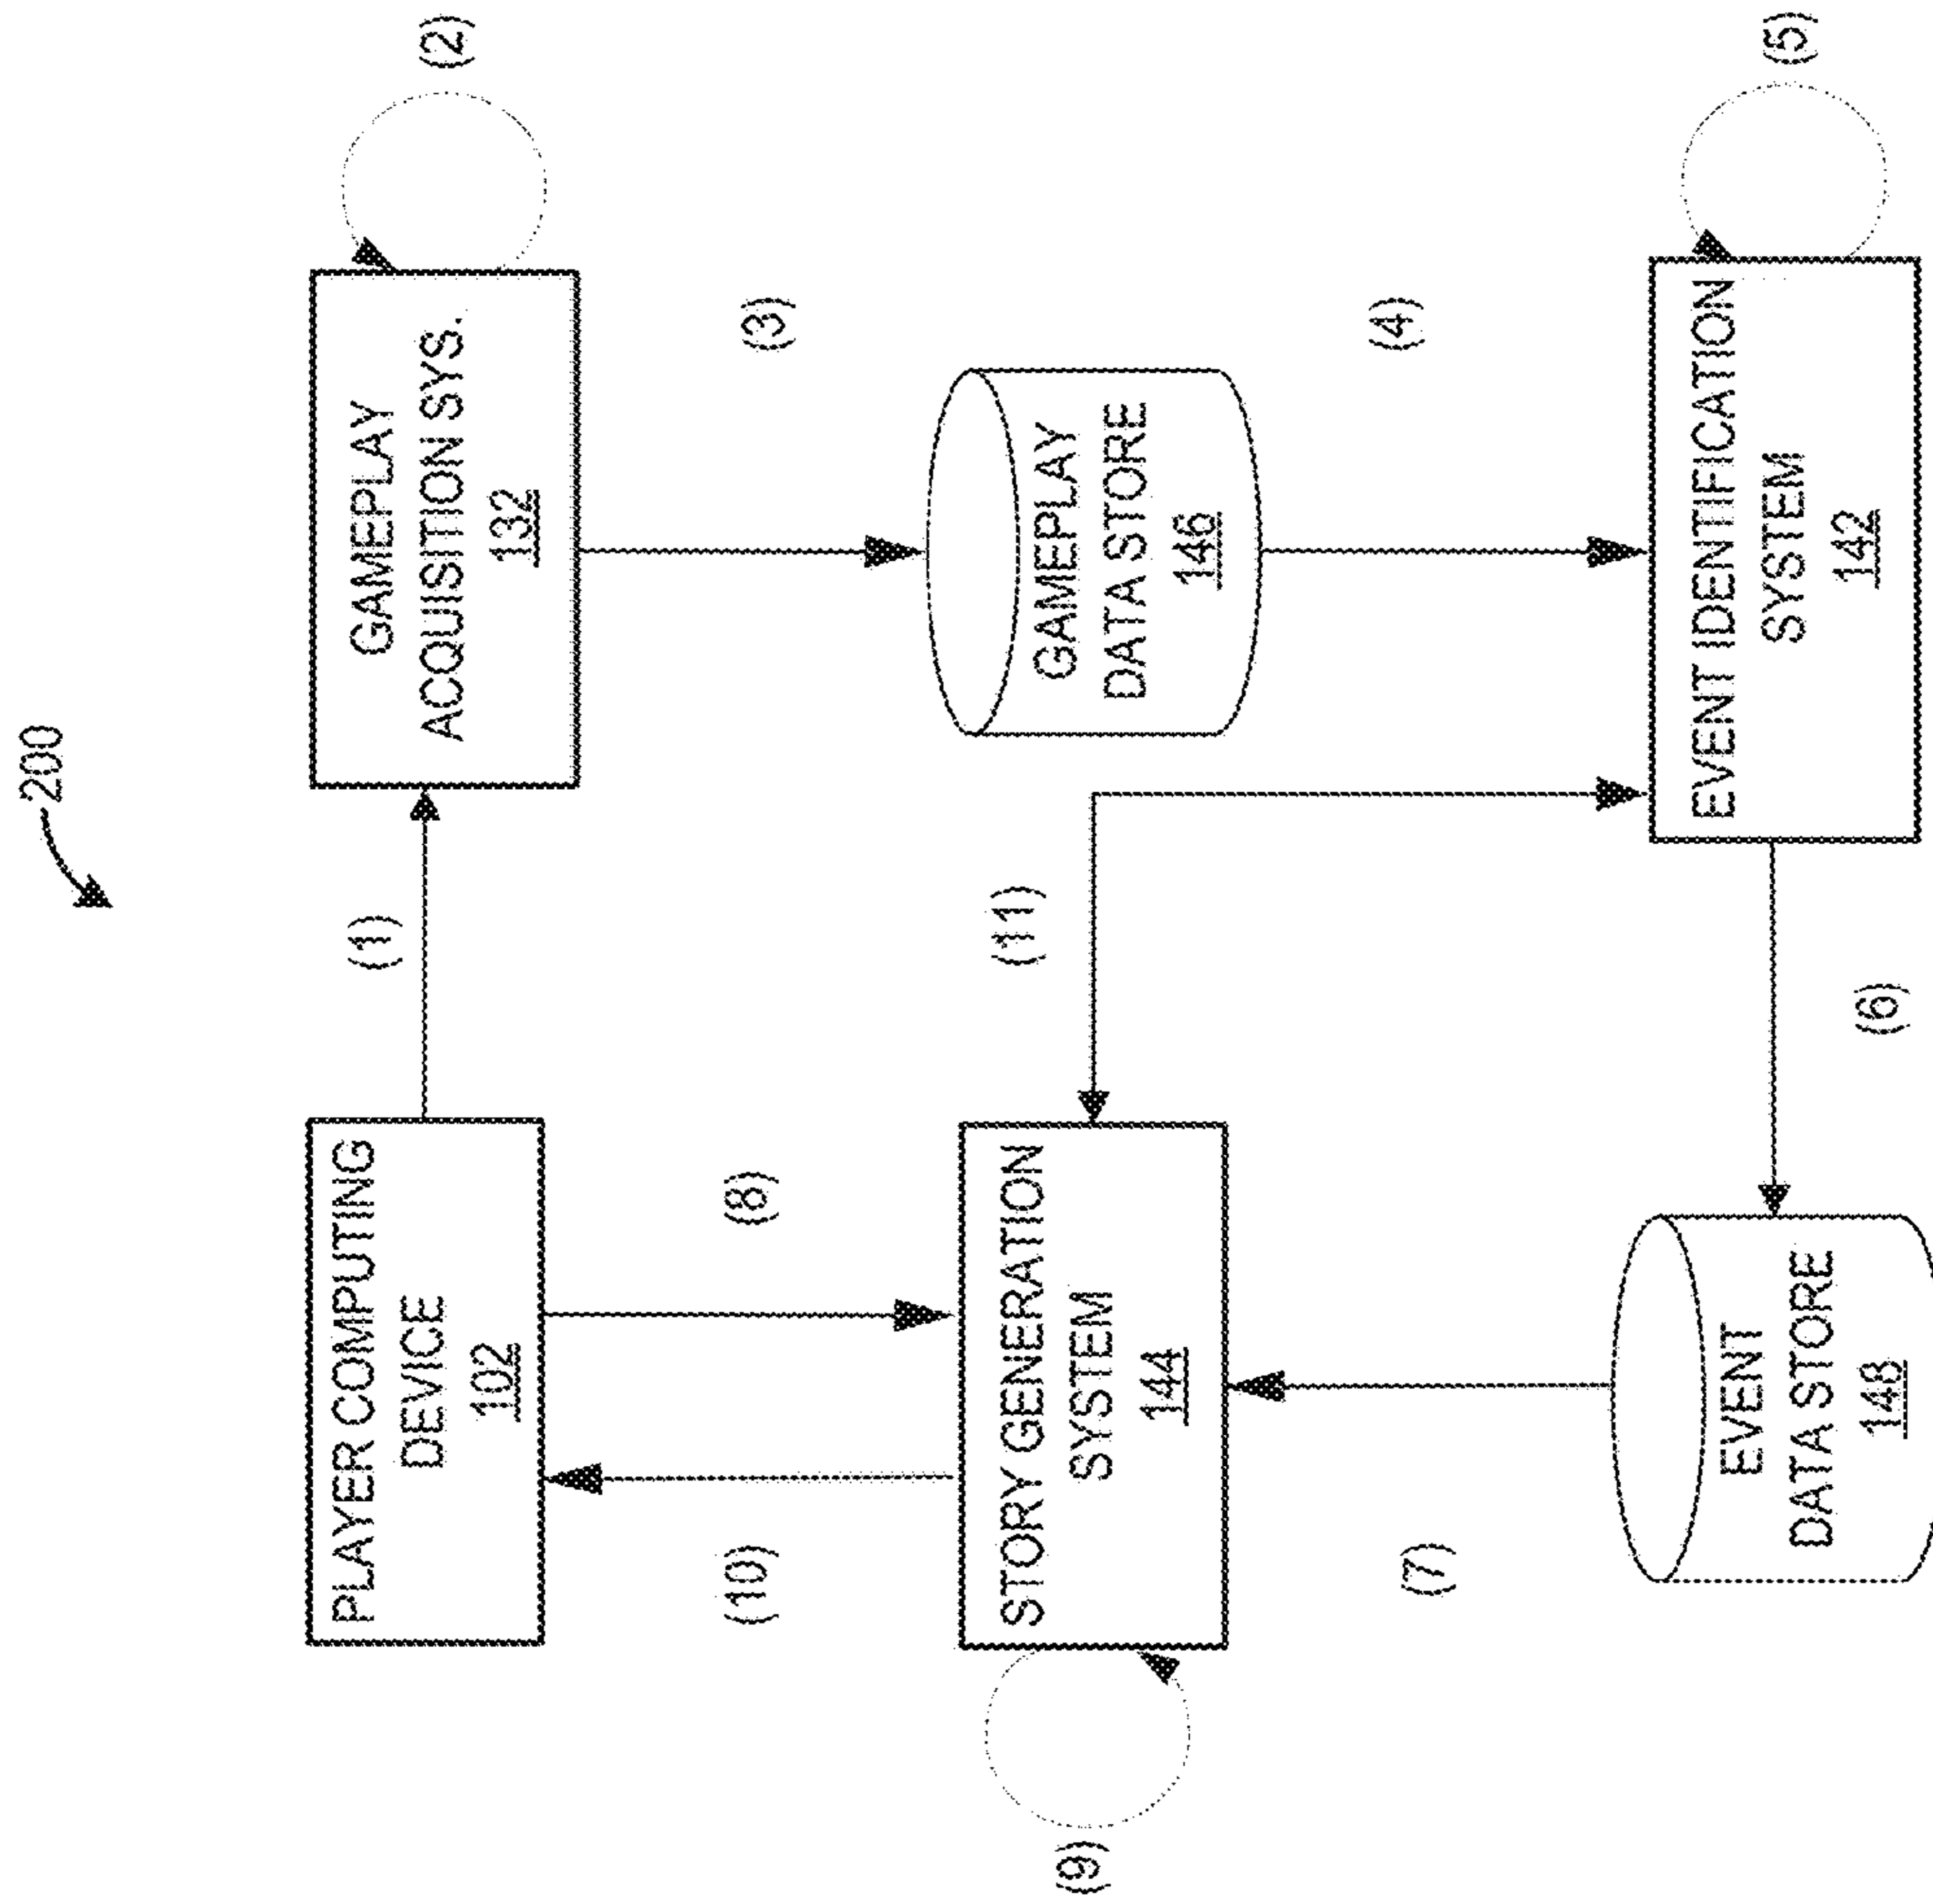 200
PLAYER COMPUTING
DEVICE
102
(1)
GAMEPLAY
ACQUISITION SYS.
132
(2)
(10)
(8)
(3)
(9)
STORY GENERATION
SYSTEM
144
(11)
GAMEPLAY
DATA STORE
146
(7)
(4)
EVENT
DATA STORE
148
(6)
EVENT IDENTIFICATION
SYSTEM
142
(5)